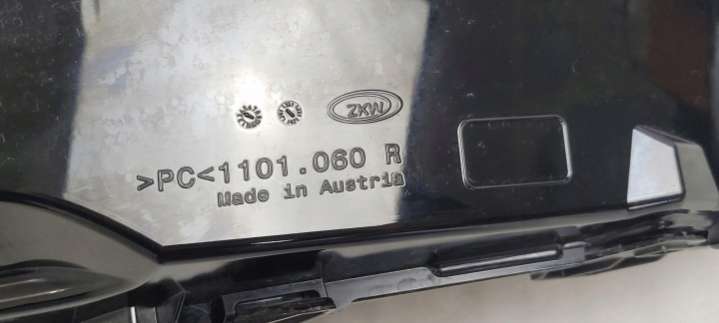 ZKW
>PC<1101.060 R
Made in Austria